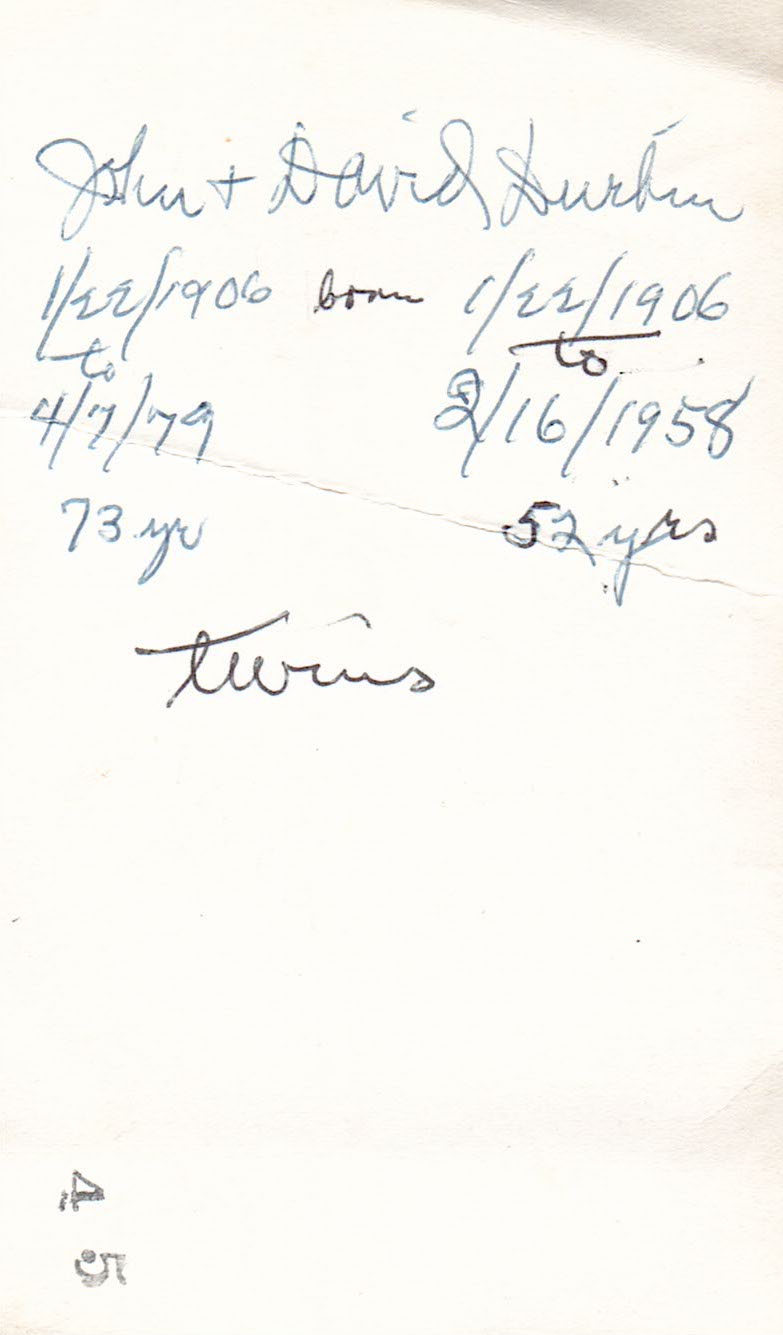 John + David Durbin
1/22/1906 born 1/22/1906
to to
4/7/79 2/16/1958
73 yr 52 yrs
twins
4
5